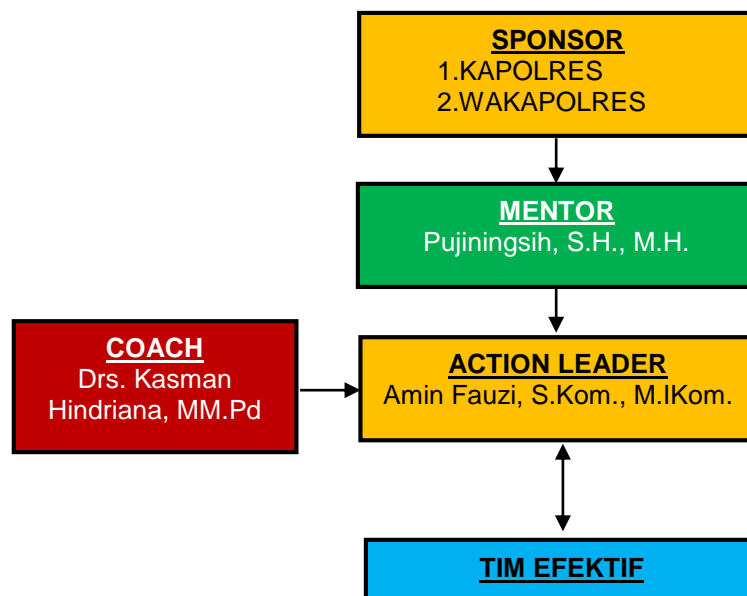 SPONSOR
1.KAPOLRES
2.WAKAPOLRES
MENTOR
Pujiningsih, S.H., M.H.
COACH
Drs. Kasman
Hindriana, MM.Pd
ACTION LEADER
Amin Fauzi, S.Kom., M.IKom.
TIM EFEKTIF